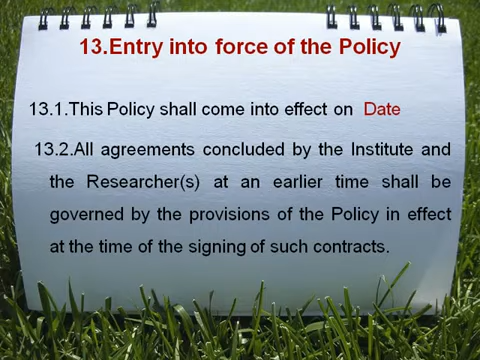 13.Entry into force of the Policy
13.1.This Policy shall come into effect on Date
13.2.All agreements concluded by the Institute and
the Researcher(s) at an earlier time shall be
governed by the provisions of the Policy in effect
at the time of the signing of such contracts.